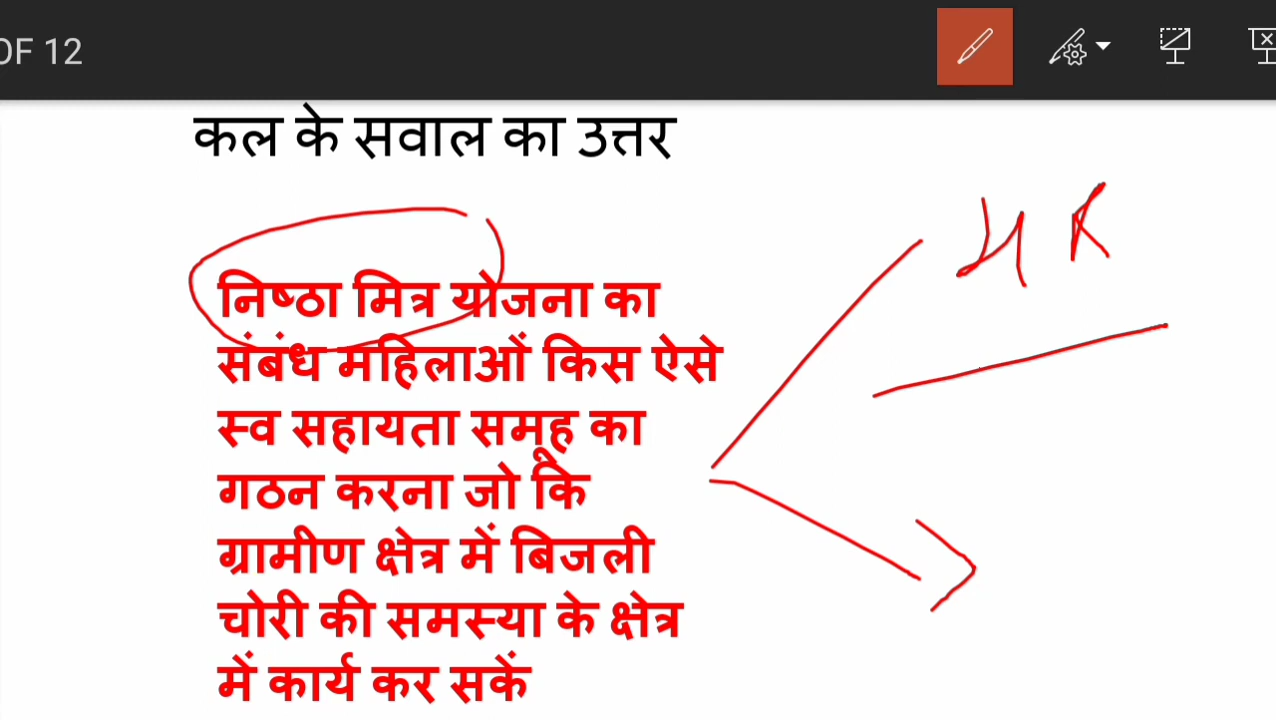 OF 12
कल के सवाल का उत्तर
निष्ठा मित्र योजना का
संबंध महिलाओं किस ऐसे
स्व सहायता समूह का
गठन करना जो कि
ग्रामीण क्षेत्र में बिजली
चोरी की समस्या के क्षेत्र
में कार्य कर सकें